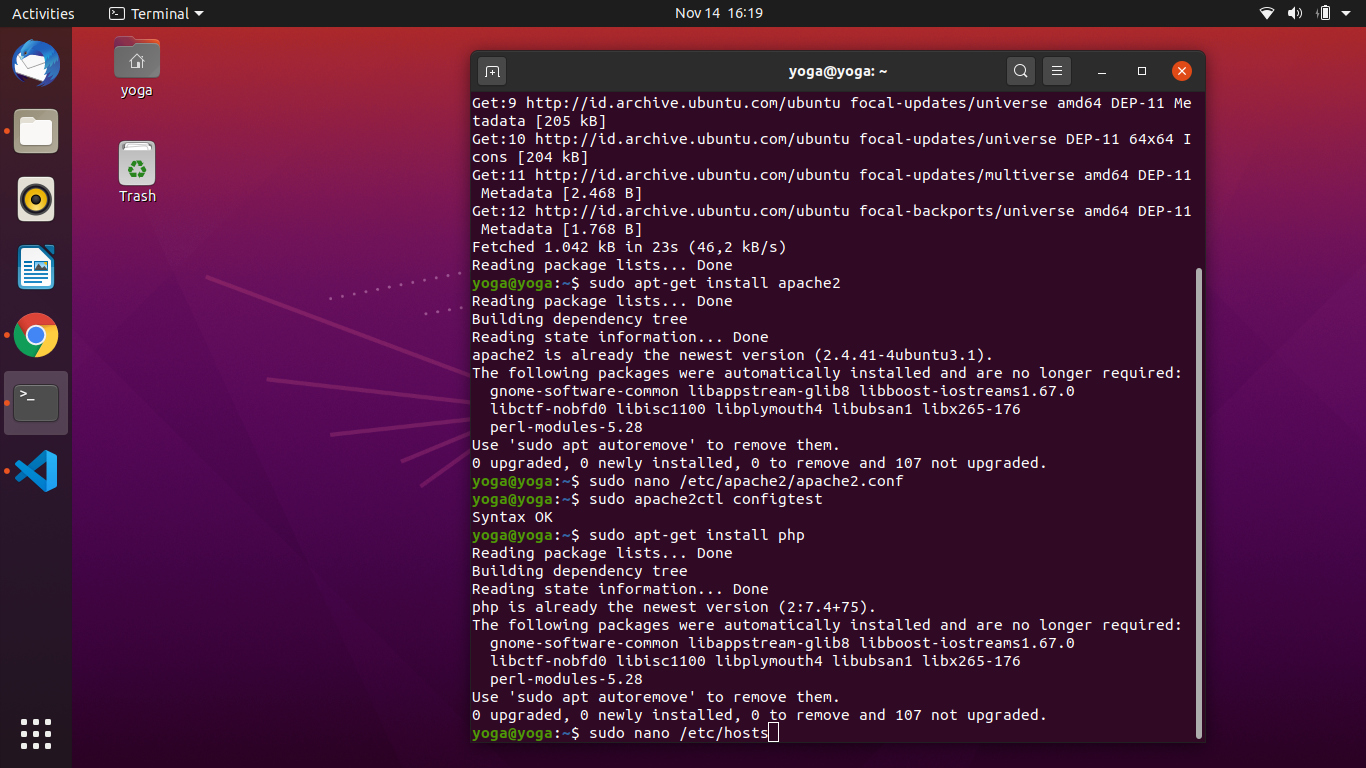 Activities
Terminal
Nov 14 16:19
yoga
Trash
yoga@yoga: ~
Get:9 http://id.archive.ubuntu.com/ubuntu focal-updates/universe amd64 DEP-11 Me
tadata [205 kB]
Get:10 http://id.archive.ubuntu.com/ubuntu focal-updates/universe DEP-11 64x64 I
cons [204 kB]
Get:11 http://id.archive.ubuntu.com/ubuntu focal-updates/multiverse amd64 DEP-11
 Metadata [2.468 B]
Get:12 http://id.archive.ubuntu.com/ubuntu focal-backports/universe amd64 DEP-11
 Metadata [1.768 B]
Fetched 1.042 kB in 23s (46,2 kB/s)
Reading package lists... Done
yoga@yoga:~$ sudo apt-get install apache2
Reading package lists... Done
Building dependency tree
Reading state information... Done
apache2 is already the newest version (2.4.41-4ubuntu3.1).
The following packages were automatically installed and are no longer required:
  gnome-software-common libappstream-glib8 libboost-iostreams1.67.0
  libctf-nobfd0 libisc1100 libplymouth4 libubsan1 libx265-176
  perl-modules-5.28
Use 'sudo apt autoremove' to remove them.
0 upgraded, 0 newly installed, 0 to remove and 107 not upgraded.
yoga@yoga:~$ sudo nano /etc/apache2/apache2.conf
yoga@yoga:~$ sudo apache2ctl configtest
Syntax OK
yoga@yoga:~$ sudo apt-get install php
Reading package lists... Done
Building dependency tree
Reading state information... Done
php is already the newest version (2:7.4+75).
The following packages were automatically installed and are no longer required:
  gnome-software-common libappstream-glib8 libboost-iostreams1.67.0
  libctf-nobfd0 libisc1100 libplymouth4 libubsan1 libx265-176
  perl-modules-5.28
Use 'sudo apt autoremove' to remove them.
0 upgraded, 0 newly installed, 0 to remove and 107 not upgraded.
yoga@yoga:~$ sudo nano /etc/hosts